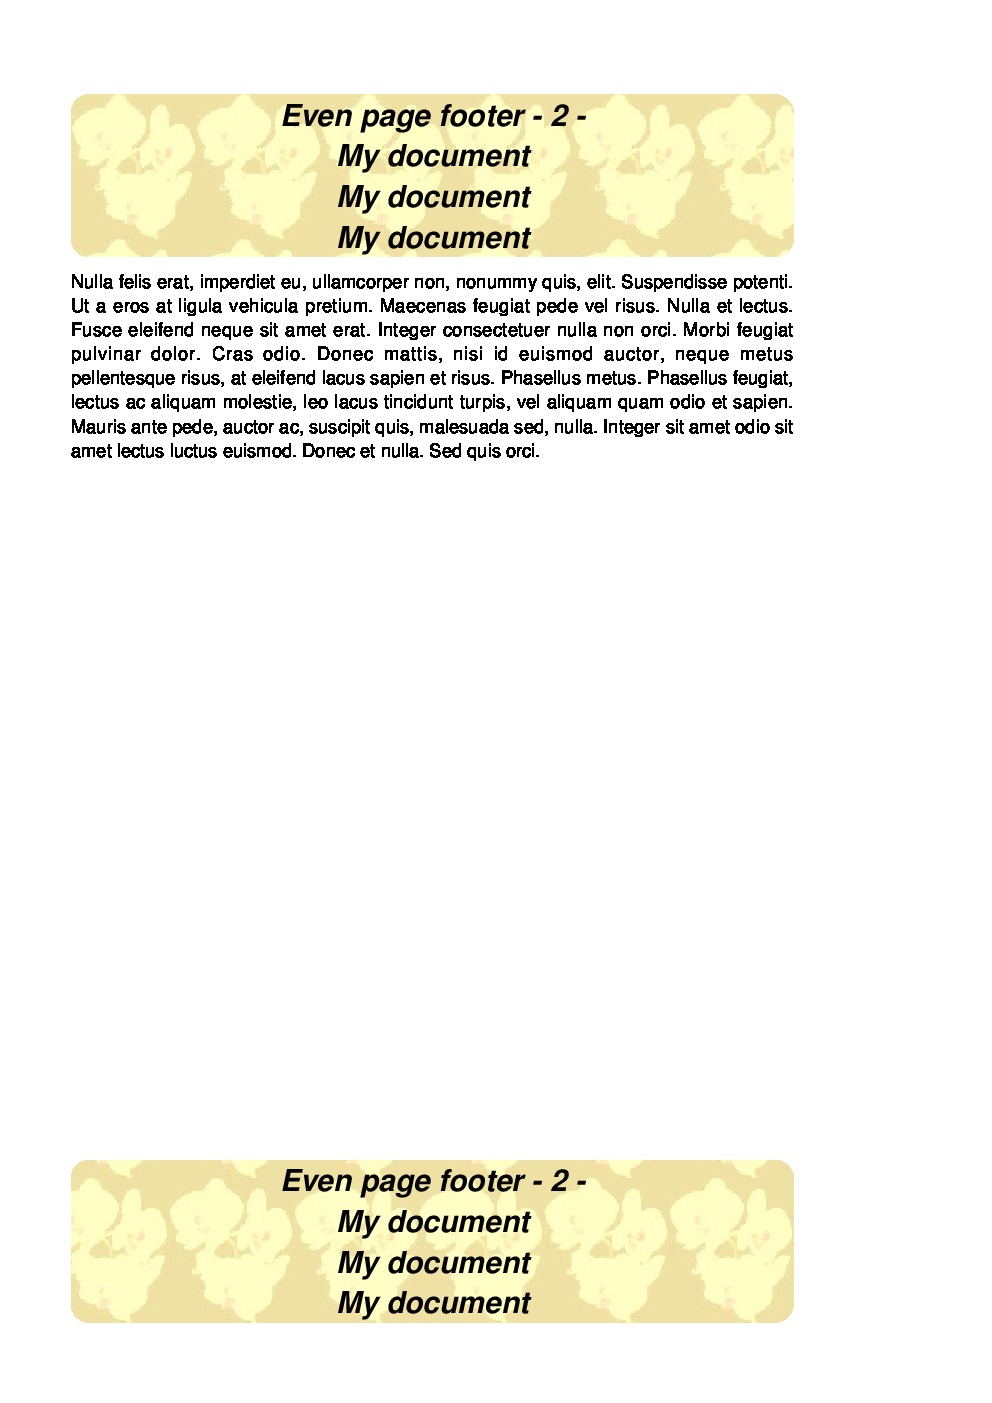 Even page footer - 2 -
My document
My document
My document
Nulla felis erat, imperdiet eu, ullamcorper non, nonummy quis, elit. Suspendisse potenti.
Ut a eros at ligula vehicula pretium. Maecenas feugiat pede vel risus. Nulla et lectus.
Fusce eleifend neque sit amet erat. Integer consectetuer nulla non orci. Morbi feugiat
pulvinar dolor. Cras odio. Donec mattis, nisi id euismod auctor, neque metus
pellentesque risus, at eleifend lacus sapien et risus. Phasellus metus. Phasellus feugiat,
lectus ac aliquam molestie, leo lacus tincidunt turpis, vel aliquam quam odio et sapien.
Mauris ante pede, auctor ac, suscipit quis, malesuada sed, nulla. Integer sit amet odio sit
amet lectus luctus euismod. Donec et nulla. Sed quis orci.
Even page footer - 2 -
My document
My document
My document